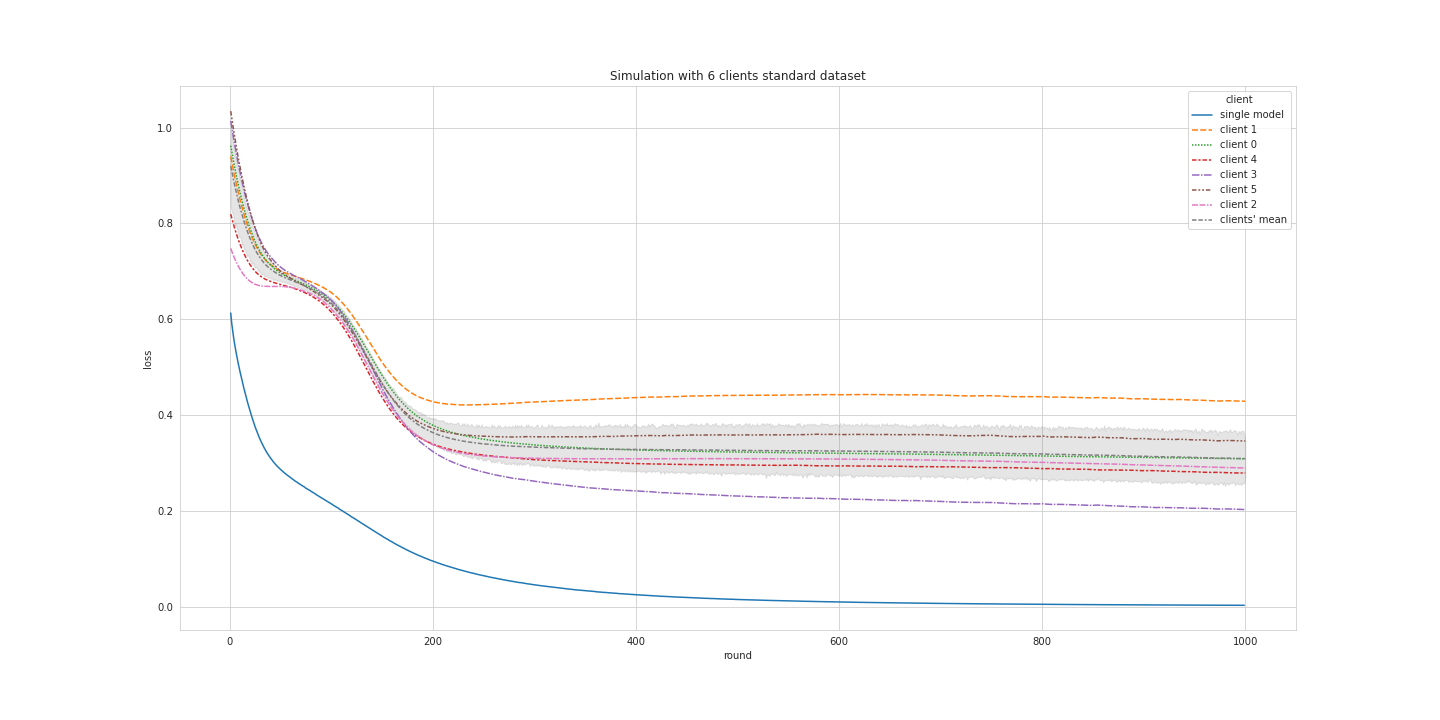 Simulation with 6 clients standard dataset
client
single model
client 1
client 0
client 4
client 3
client 5
client 2
clients' mean
loss
1.0
0.8
0.6
0.4
0.2
0.0
0 200 400 600 800 1000
round